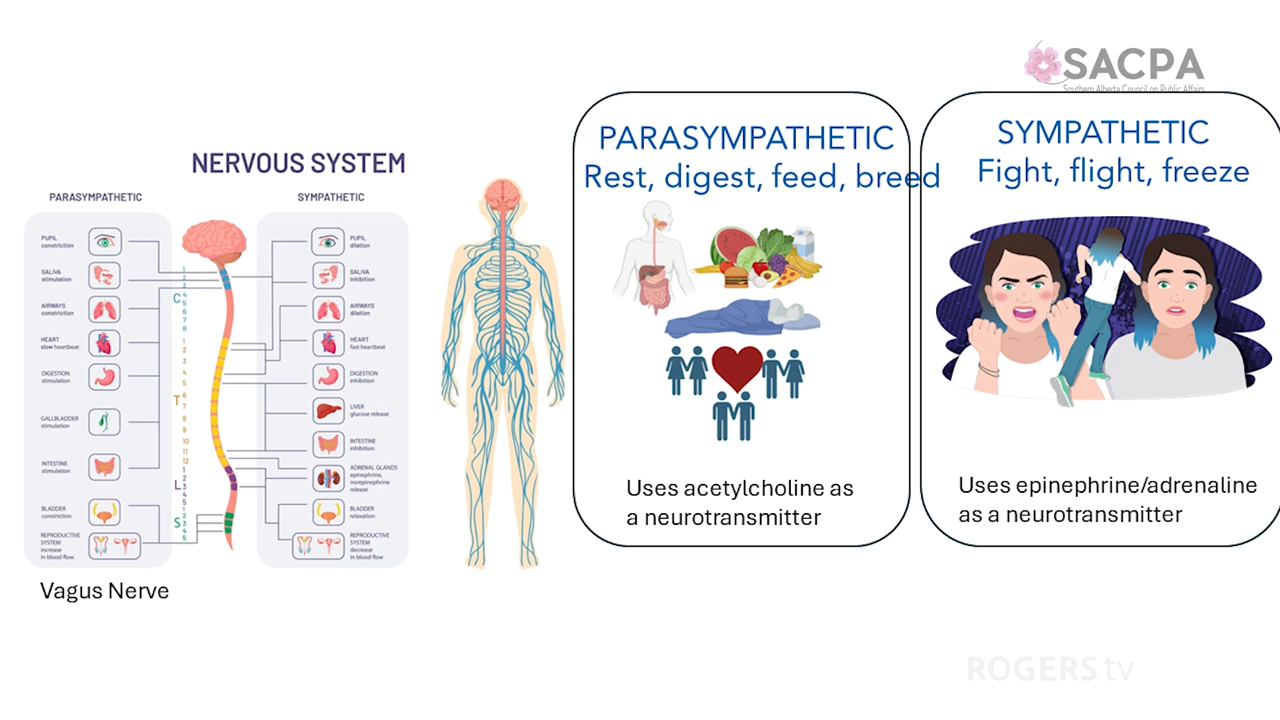 SACPA
Southern Alberta Council on Public Affairs
NERVOUS SYSTEM
PARASYMPATHETIC
PUPIL
constriction
SALIVA
stimulation
AIRWAYS
constriction
HEART
slow heartbeat
DIGESTION
stimulation
GALLBLADDER
stimulation
INTESTINE
stimulation
BLADDER
constriction
REPRODUCTIVE
SYSTEM
increase
in blood flow
C
T
L
S
SYMPATHETIC
PUPIL
dilation
SALIVA
inhibition
AIRWAYS
dilation
HEART
fast heartbeat
DIGESTION
inhibition
LIVER
glucose release
INTESTINE
inhibition
ADRENAL GLANDS
epinephrine,
norepinephrine
release
BLADDER
relaxation
REPRODUCTIVE
SYSTEM
decrease
in blood flow
Vagus Nerve
PARASYMPATHETIC
Rest, digest, feed, breed
Uses acetylcholine as
a neurotransmitter
SYMPATHETIC
Fight, flight, freeze
Uses epinephrine/adrenaline
as a neurotransmitter
ROGERS tv